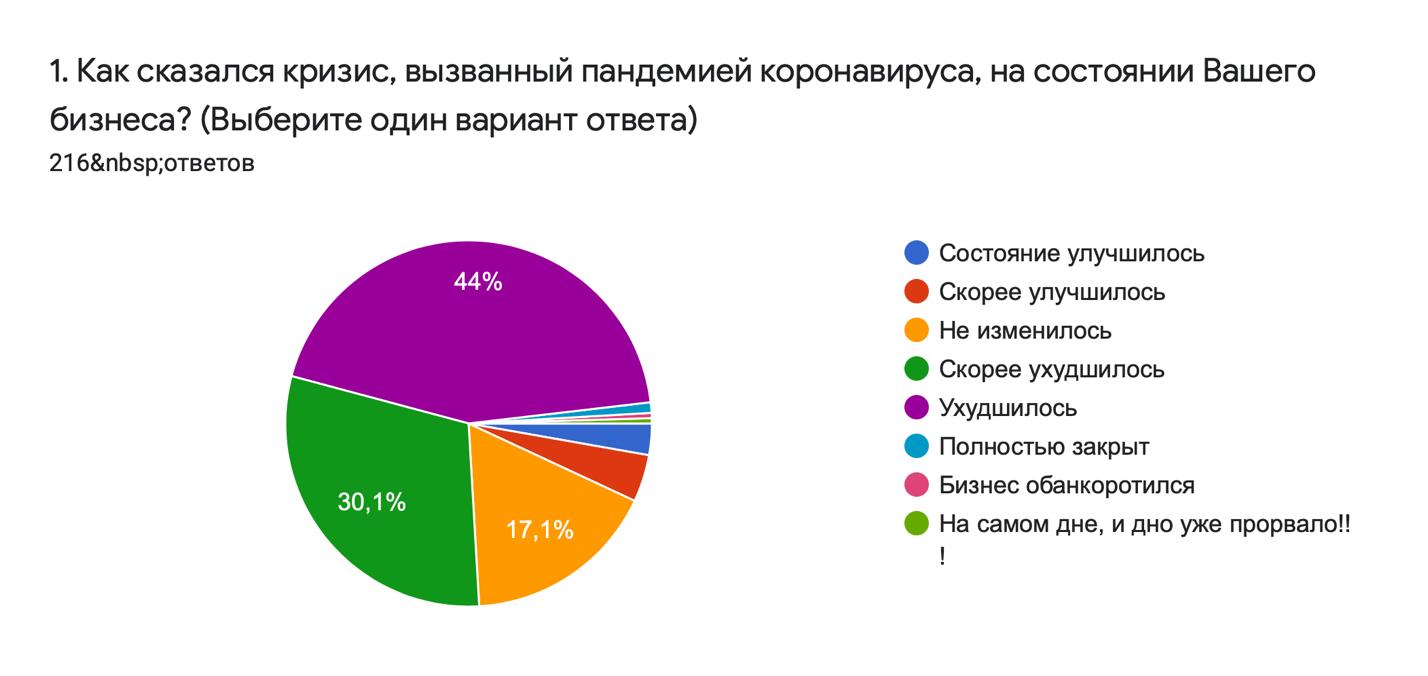 1. Как сказался кризис, вызванный пандемией коронавируса, на состоянии Вашего
бизнеса? (Выберите один вариант ответа)
216&nbsp;ответов
44%
30,1%
17,1%
Состояние улучшилось
Скорее улучшилось
Не изменилось
Скорее ухудшилось
Ухудшилось
Полностью закрыт
Бизнес обанкоротился
На самом дне, и дно уже прорвало!!
!